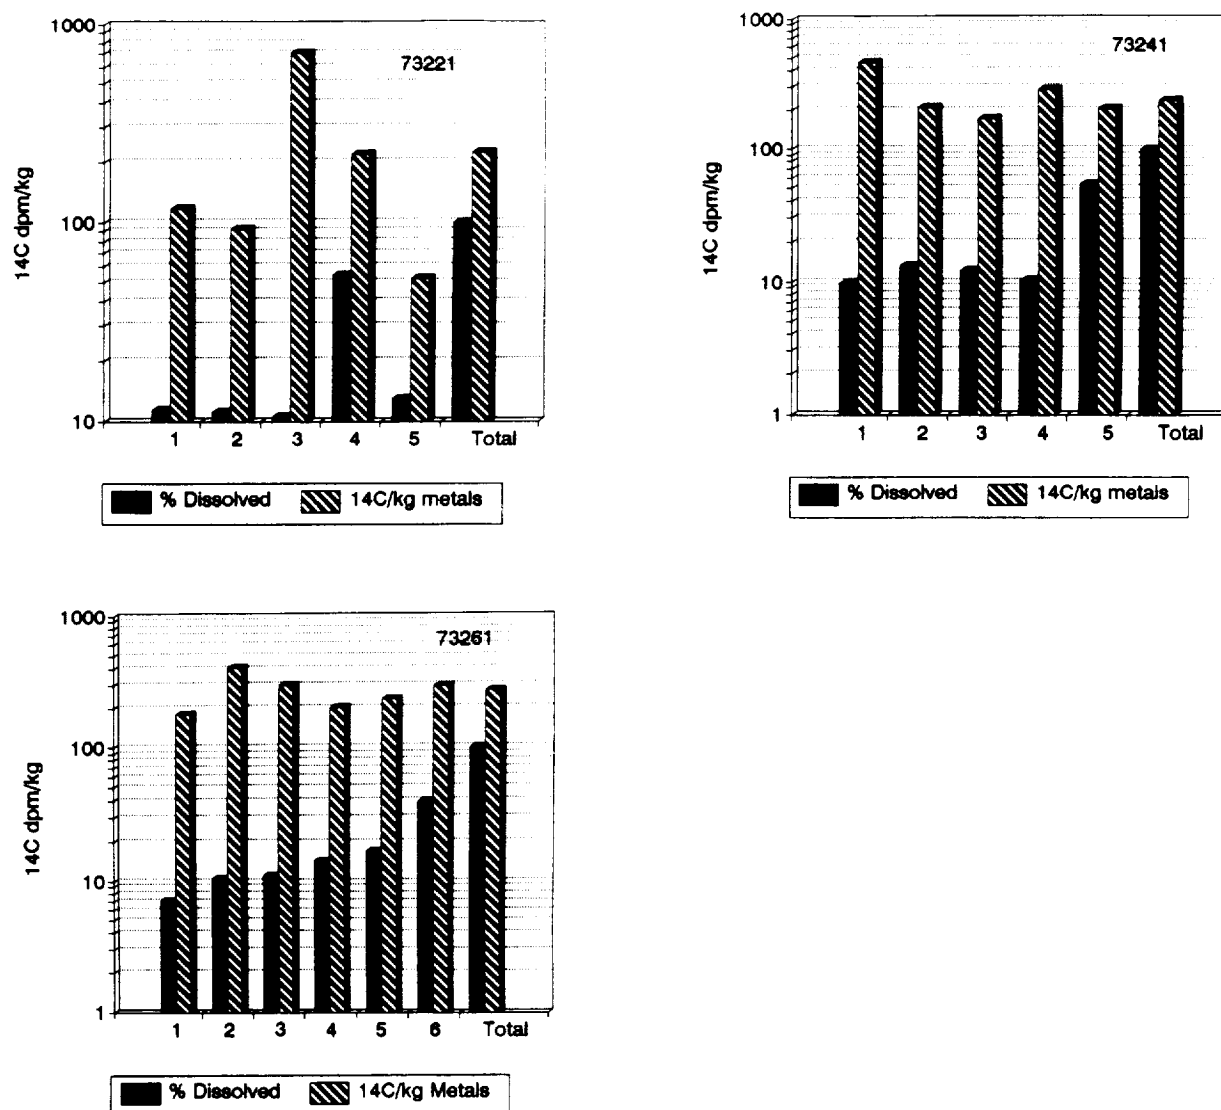 1000
73221
100
10
14C dpm/kg
1 2 3 4 5 Total
% Dissolved 14C/kg metals
1000
73241
100
10
1
14C dpm/kg
1 2 3 4 5 Total
% Dissolved 14C/kg metals
1000
73261
100
10
1
14C dpm/kg
1 2 3 4 5 6 Total
% Dissolved 14C/kg Metals